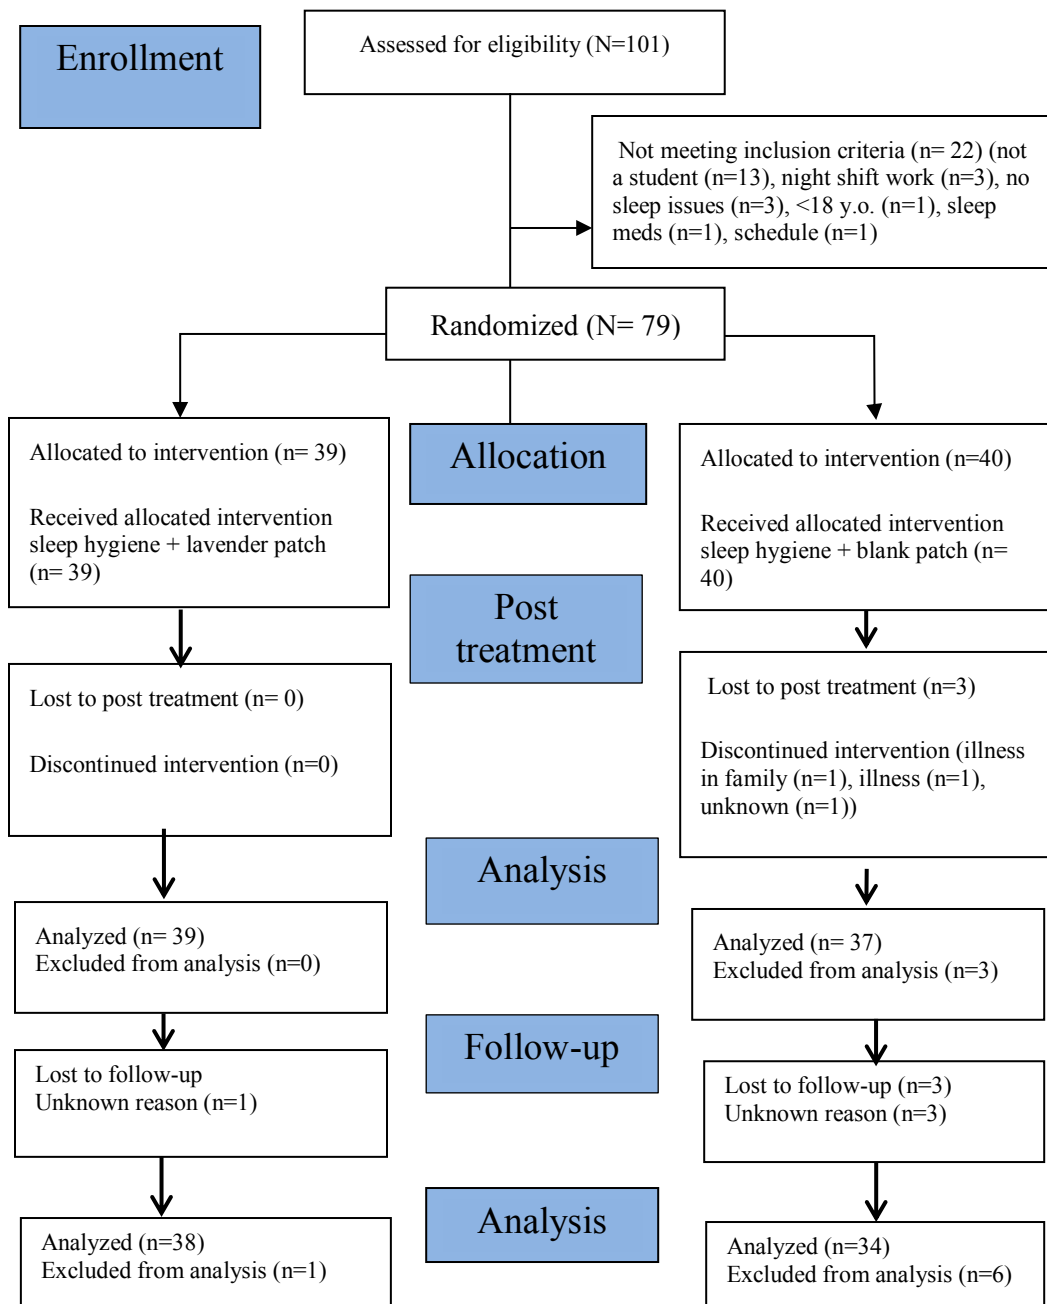 Enrollment
Assessed for eligibility (N=101)
Not meeting inclusion criteria (n= 22) (not
a student (n=13), night shift work (n=3), no
sleep issues (n=3), <18 y.o. (n=1), sleep
meds (n=1), schedule (n=1)
Randomized (N= 79)
Allocation
Allocated to intervention (n= 39)
Received allocated intervention
sleep hygiene + lavender patch
(n= 39)
Allocated to intervention (n=40)
Received allocated intervention
sleep hygiene + blank patch (n=
40)
Post
treatment
Lost to post treatment (n= 0)
Discontinued intervention (n=0)
Lost to post treatment (n=3)
Discontinued intervention (illness
in family (n=1), illness (n=1),
unknown (n=1))
Analysis
Analyzed (n= 39)
Excluded from analysis (n=0)
Analyzed (n= 37)
Excluded from analysis (n=3)
Follow-up
Lost to follow-up
Unknown reason (n=1)
Lost to follow-up (n=3)
Unknown reason (n=3)
Analysis
Analyzed (n=38)
Excluded from analysis (n=1)
Analyzed (n=34)
Excluded from analysis (n=6)